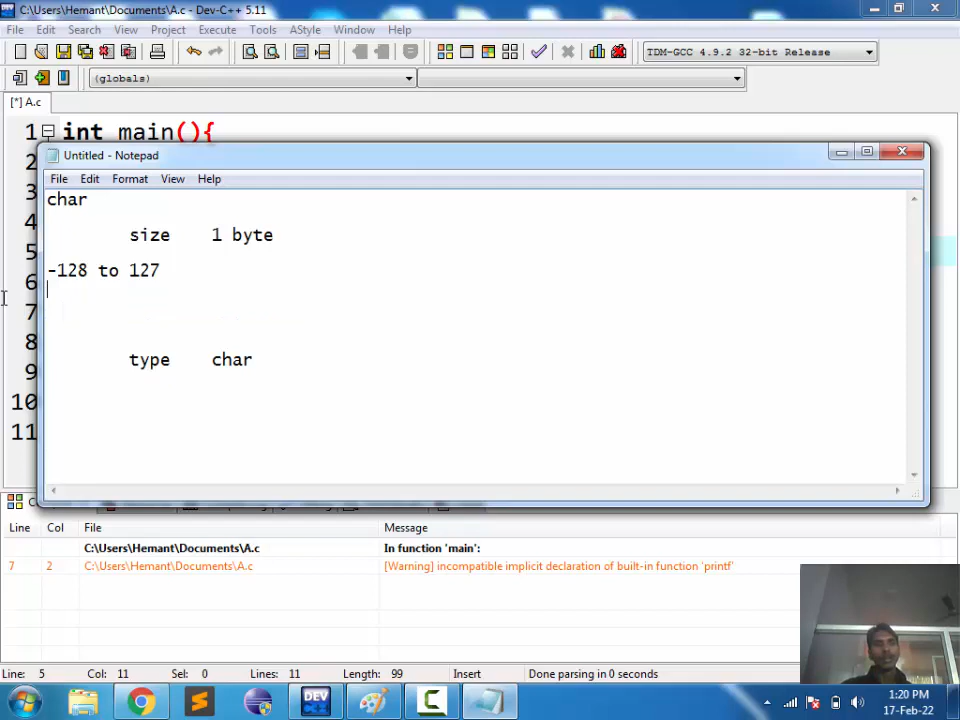 C:\Users\Hemant\Documents\A.c - Dev-C++ 5.11
File Edit Search View Project Execute Tools AStyle Window Help
TDM-GCC 4.9.2 32-bit Release
(globals)
[*] A.c
1 int main(){
Untitled - Notepad
File Edit Format View Help
char
size 1 byte
-128 to 127
type char
2
3
4
5
6
7
8
9
10
11
Line Col File Message
C:\Users\Hemant\Documents\A.c In function 'main':
7 2 C:\Users\Hemant\Documents\A.c [Warning] incompatible implicit declaration of built-in function 'printf'
Line: 5 Col: 11 Sel: 0 Lines: 11 Length: 99 Insert Done parsing in 0 seconds
DEV
C++
C
1:20 PM
17-Feb-22